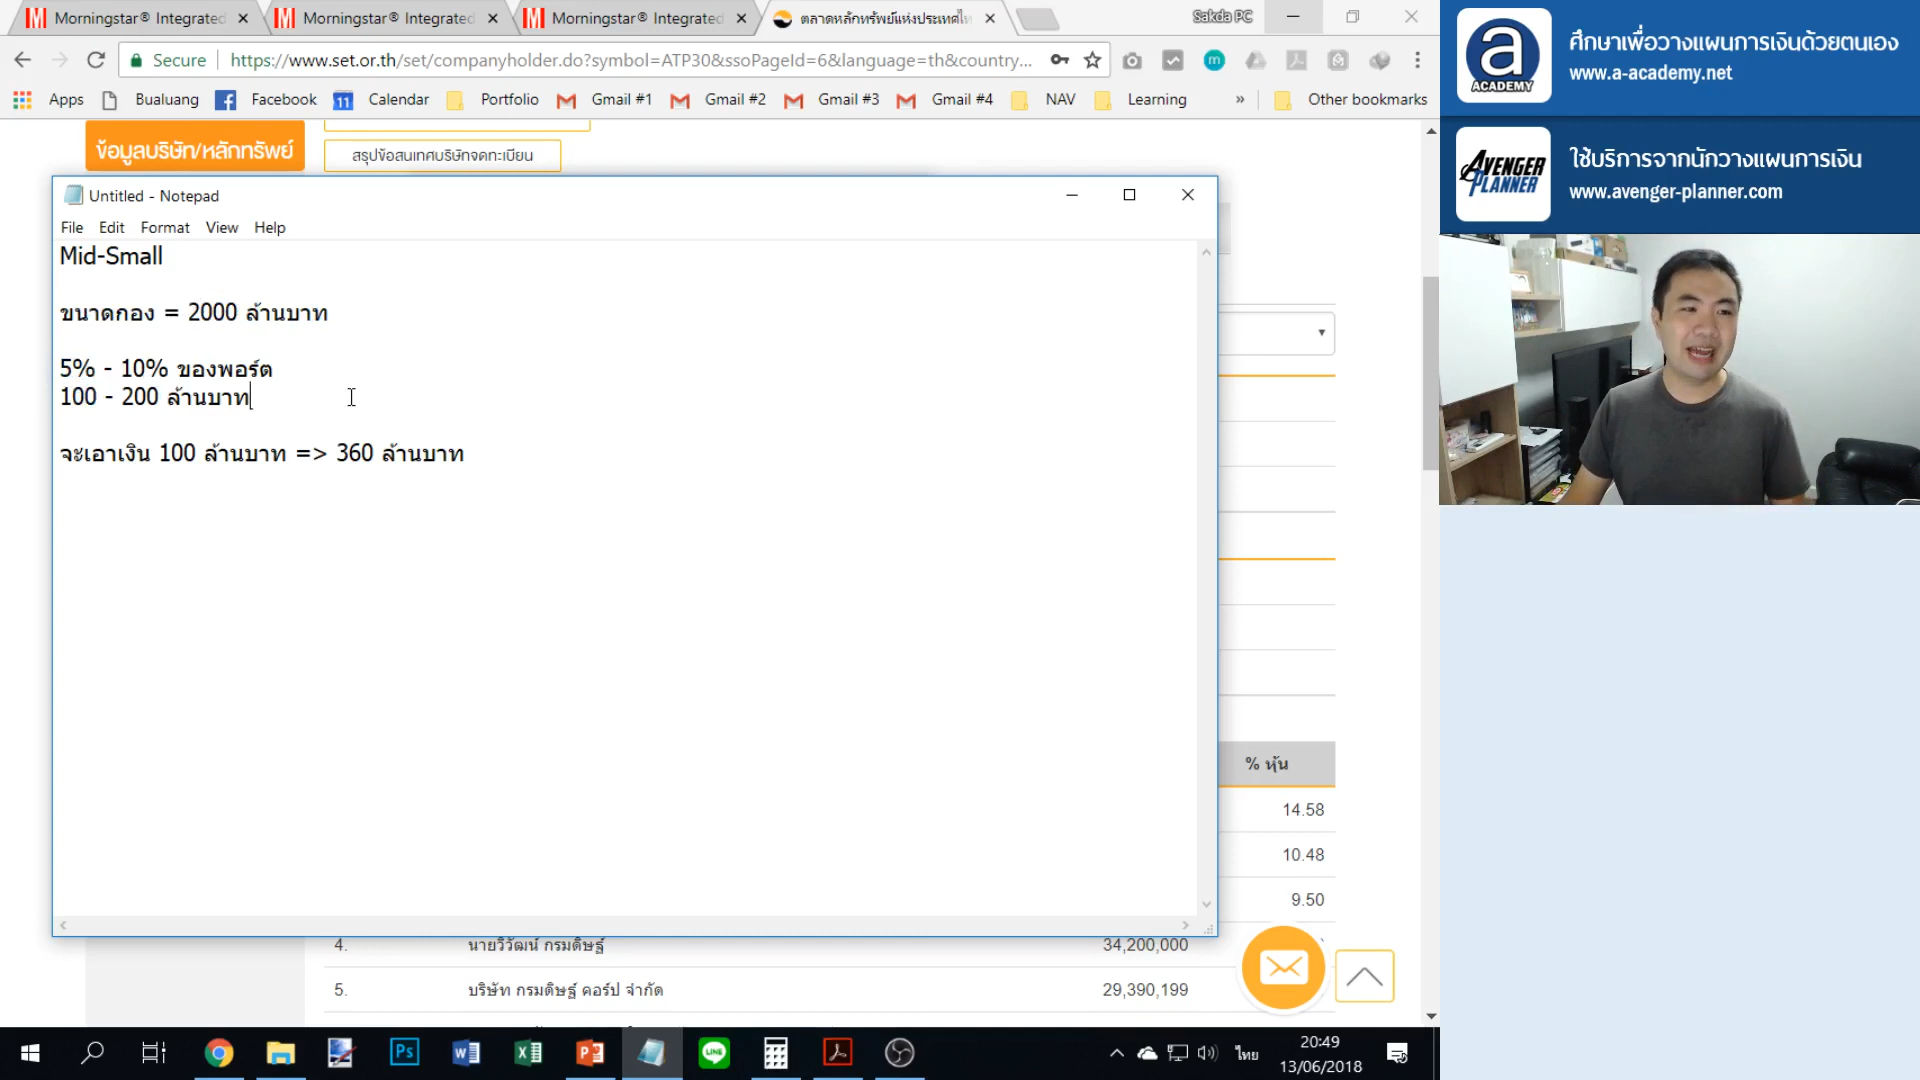 Morningstar® Integrated
Morningstar® Integrated
Morningstar® Integrated
ตลาดหลักทรัพย์แห่งประเทศไท
Sakda PC
Secure
https://www.set.or.th/set/companyholder.do?symbol=ATP30&ssoPageId=6&language=th&country...
Apps
Bualuang
Facebook
11
Calendar
Portfolio
Gmail #1
Gmail #2
Gmail #3
Gmail #4
NAV
Learning
»
Other bookmarks
ข้อมูลบริษัท/หลักทรัพย์
สรุปข้อสนเทศบริษัทจดทะเบียน
Untitled - Notepad
File Edit Format View Help
Mid-Small
ขนาดกอง = 2000 ล้านบาท
5% - 10% ของพอร์ต
100 - 200 ล้านบาท
จะเอาเงิน 100 ล้านบาท => 360 ล้านบาท
% หุ้น
14.58
10.48
9.50
4. นายวิวัฒน์ กรมดิษฐ์ 34,200,000
5. บริษัท กรมดิษฐ์ คอร์ป จำกัด 29,390,199
a
ACADEMY
ศึกษาเพื่อวางแผนการเงินด้วยตนเอง
www.a-academy.net
AVENGER
PLANNER
ใช้บริการจากนักวางแผนการเงิน
www.avenger-planner.com
Ps
LINE
ไทย
20:49
13/06/2018